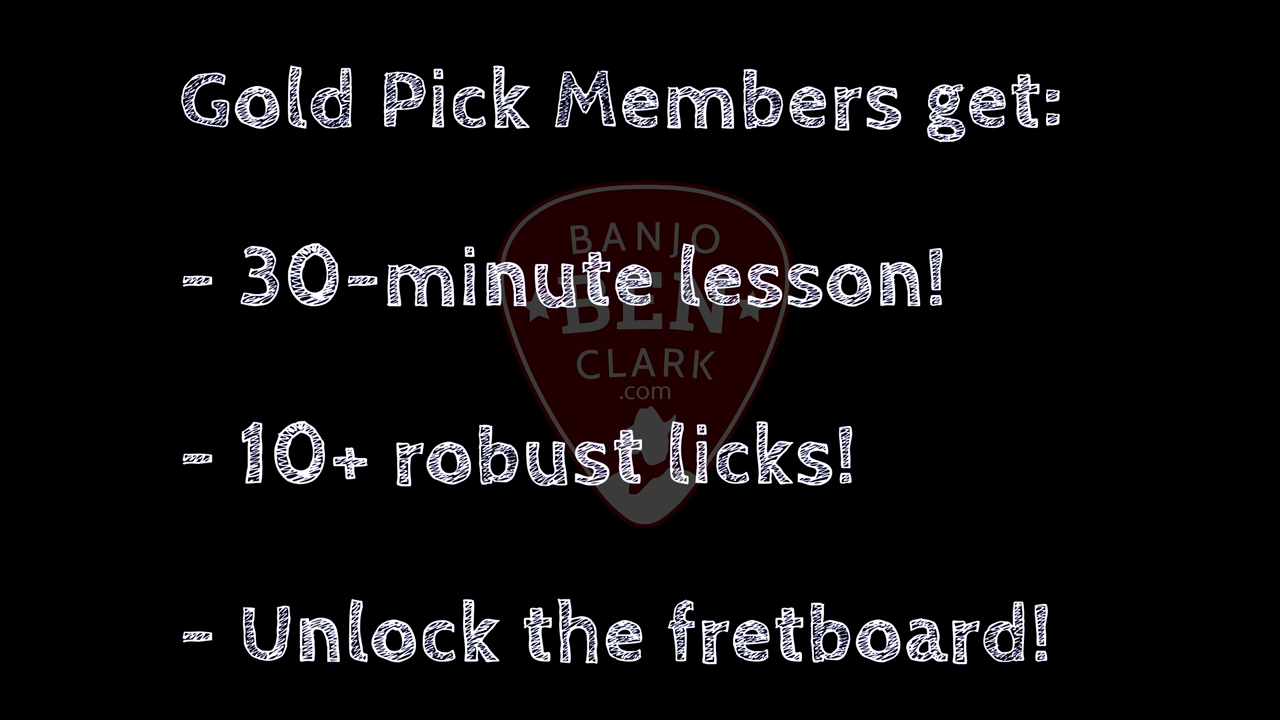 Gold Pick Members get:
BANJO
- 30-minute lesson!
BEN
CLARK
.com
- 10+ robust licks!
- Unlock the fretboard!